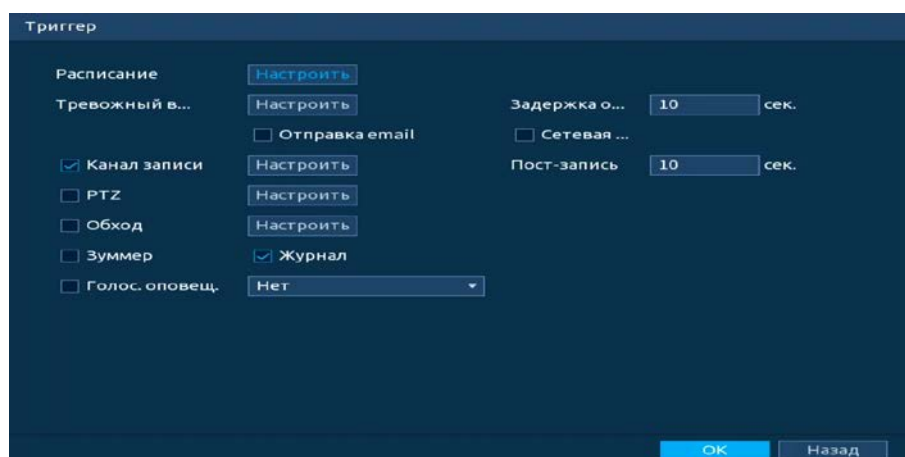 Триггер
Расписание Настроить
Тревожный в... Настроить Задержка о... 10 сек.
Отправка email Сетевая ...
Канал записи Настроить Пост-запись 10 сек.
PTZ Настроить
Обход Настроить
Зуммер Журнал
Голос. оповещ. Нет
OK Назад